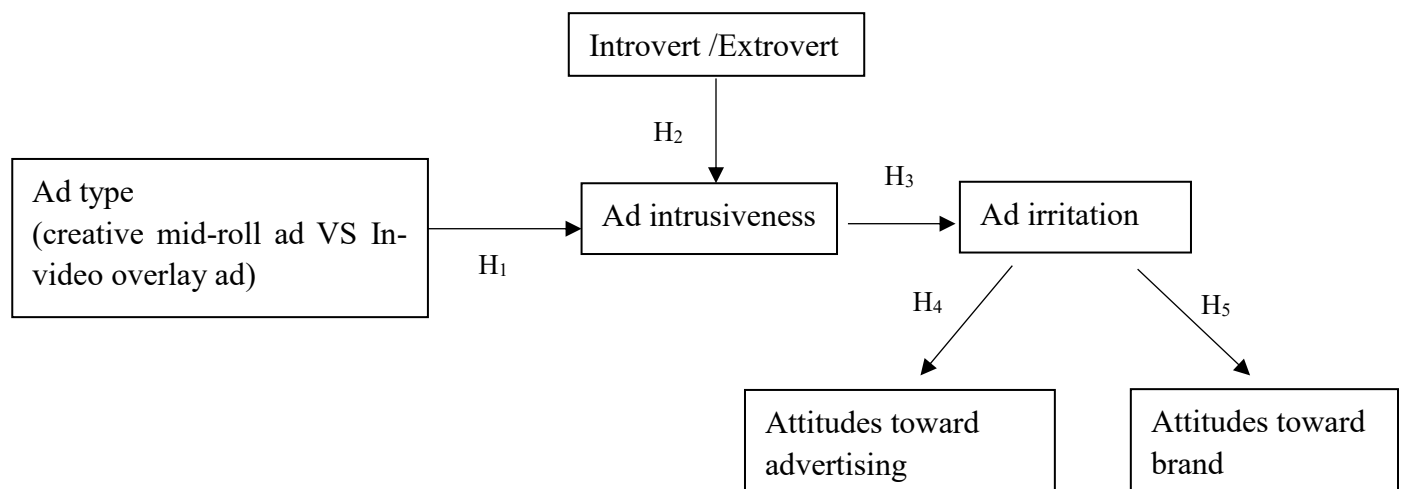 Introvert /Extrovert
H2
H3
Ad type
(creative mid-roll ad VS In-
video overlay ad)
Ad intrusiveness
Ad irritation
H1
H4
H5
Attitudes toward
advertising
Attitudes toward
brand